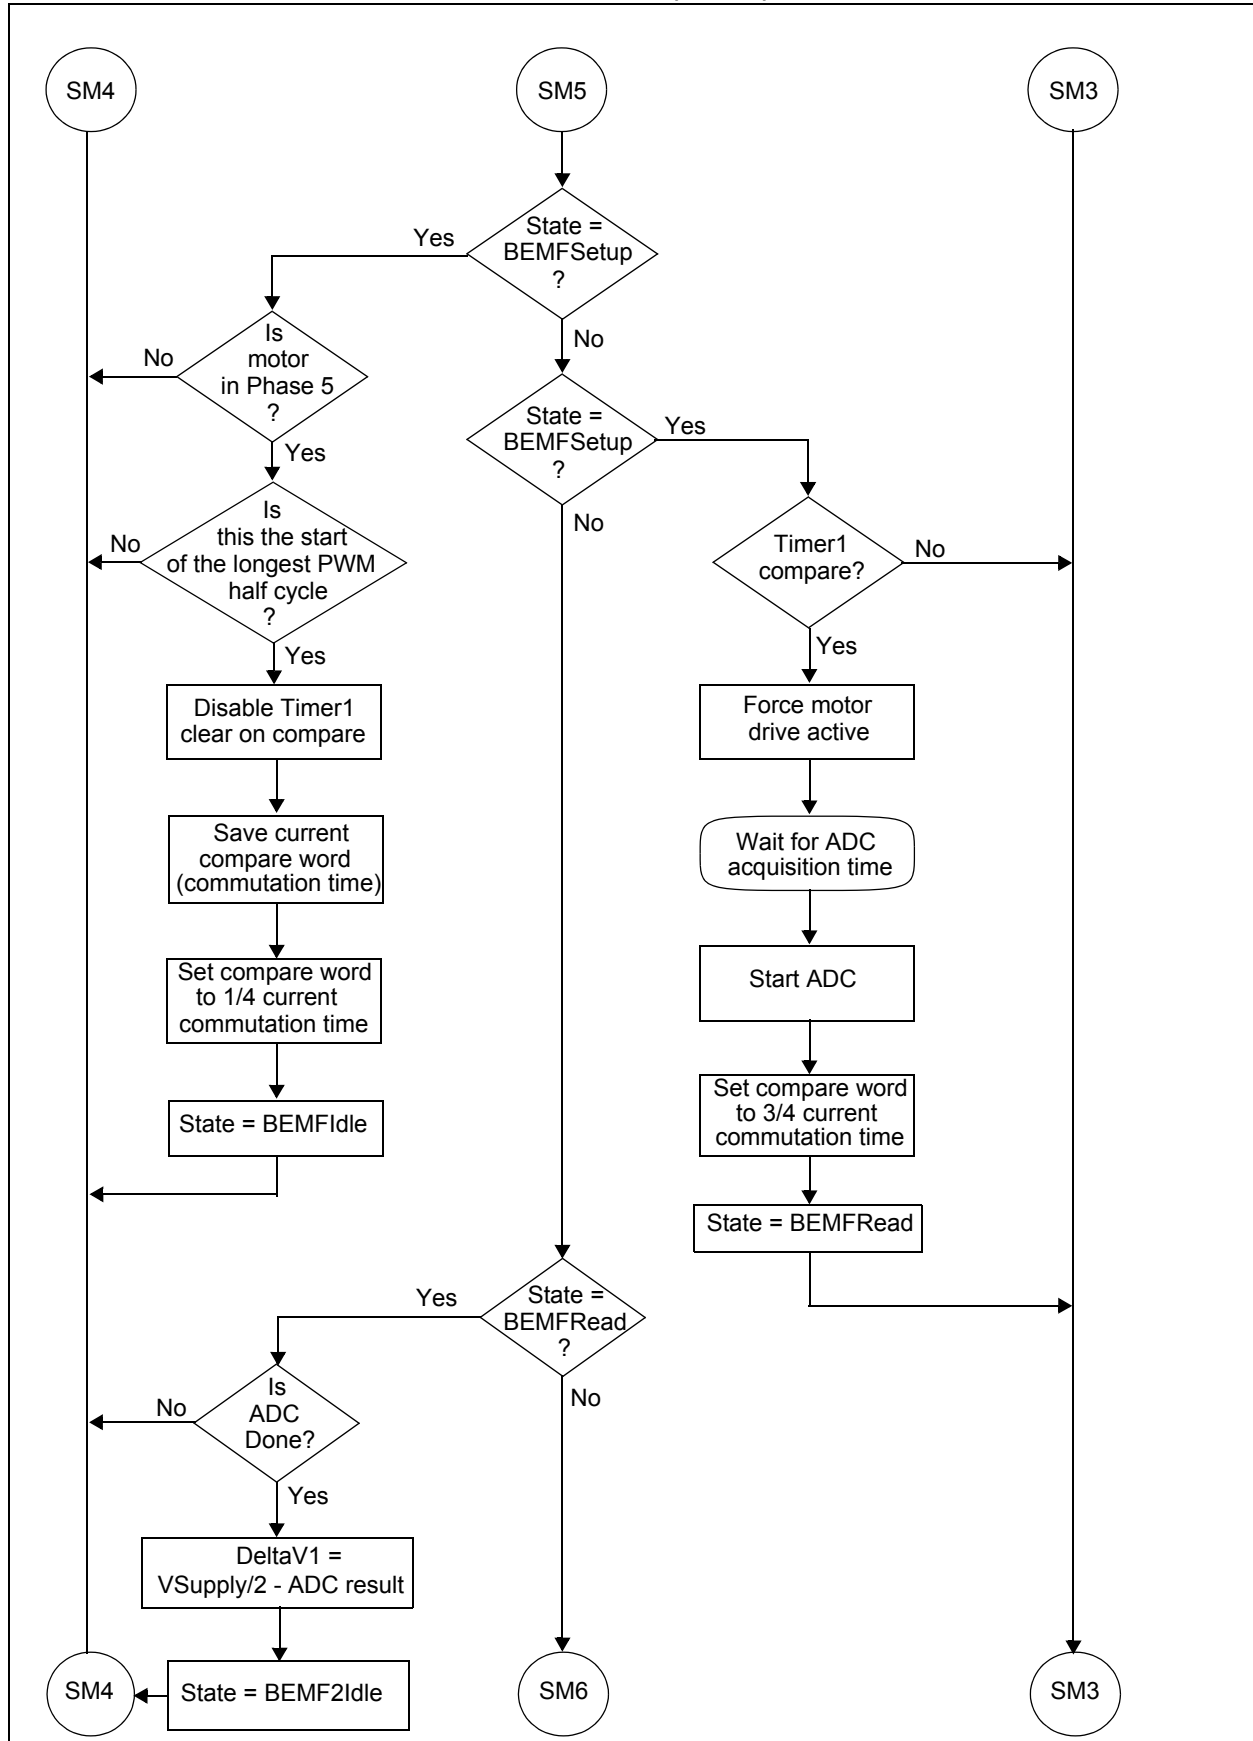 SM4
SM5
SM3
State =
BEMFSetup
?
Yes
No
Is
motor
in Phase 5
?
No
Yes
State =
BEMFSetup
?
Yes
No
Is
this the start
of the longest PWM
half cycle
?
No
Yes
Timer1
compare?
No
Yes
Disable Timer1
clear on compare
Force motor
drive active
Save current
compare word
(commutation time)
Wait for ADC
acquisition time
Set compare word
to 1/4 current
commutation time
Start ADC
State = BEMFIdle
Set compare word
to 3/4 current
commutation time
State = BEMFRead
State =
BEMFRead
?
Yes
No
Is
ADC
Done?
No
Yes
DeltaV1 =
VSupply/2 - ADC result
State = BEMF2Idle
SM4
SM6
SM3